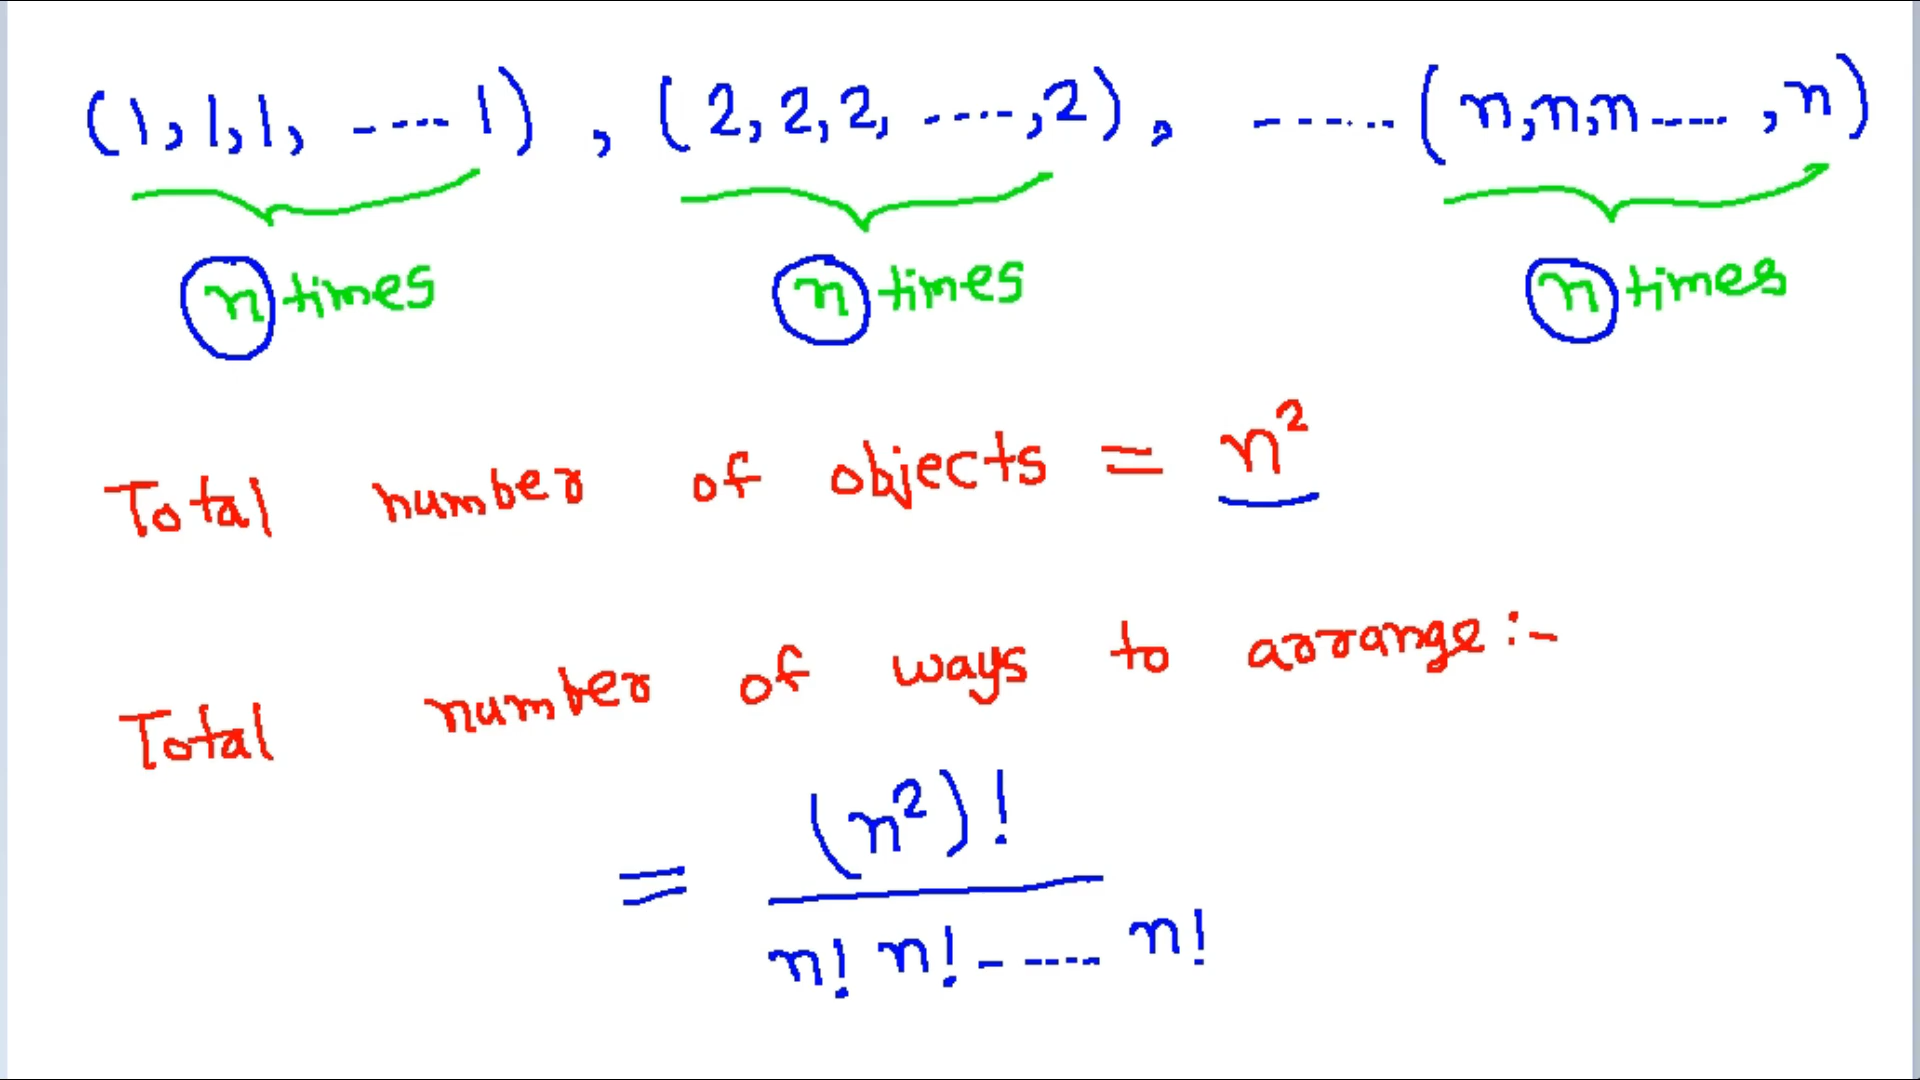 (1,1,1, ..... 1) , (2,2,2, ....,2), ...... (n,n,n..... ,n)
n times n times n times
Total number of objects = n²
Total number of ways to arrange :-
= (n²)!
n! n! ...... n!